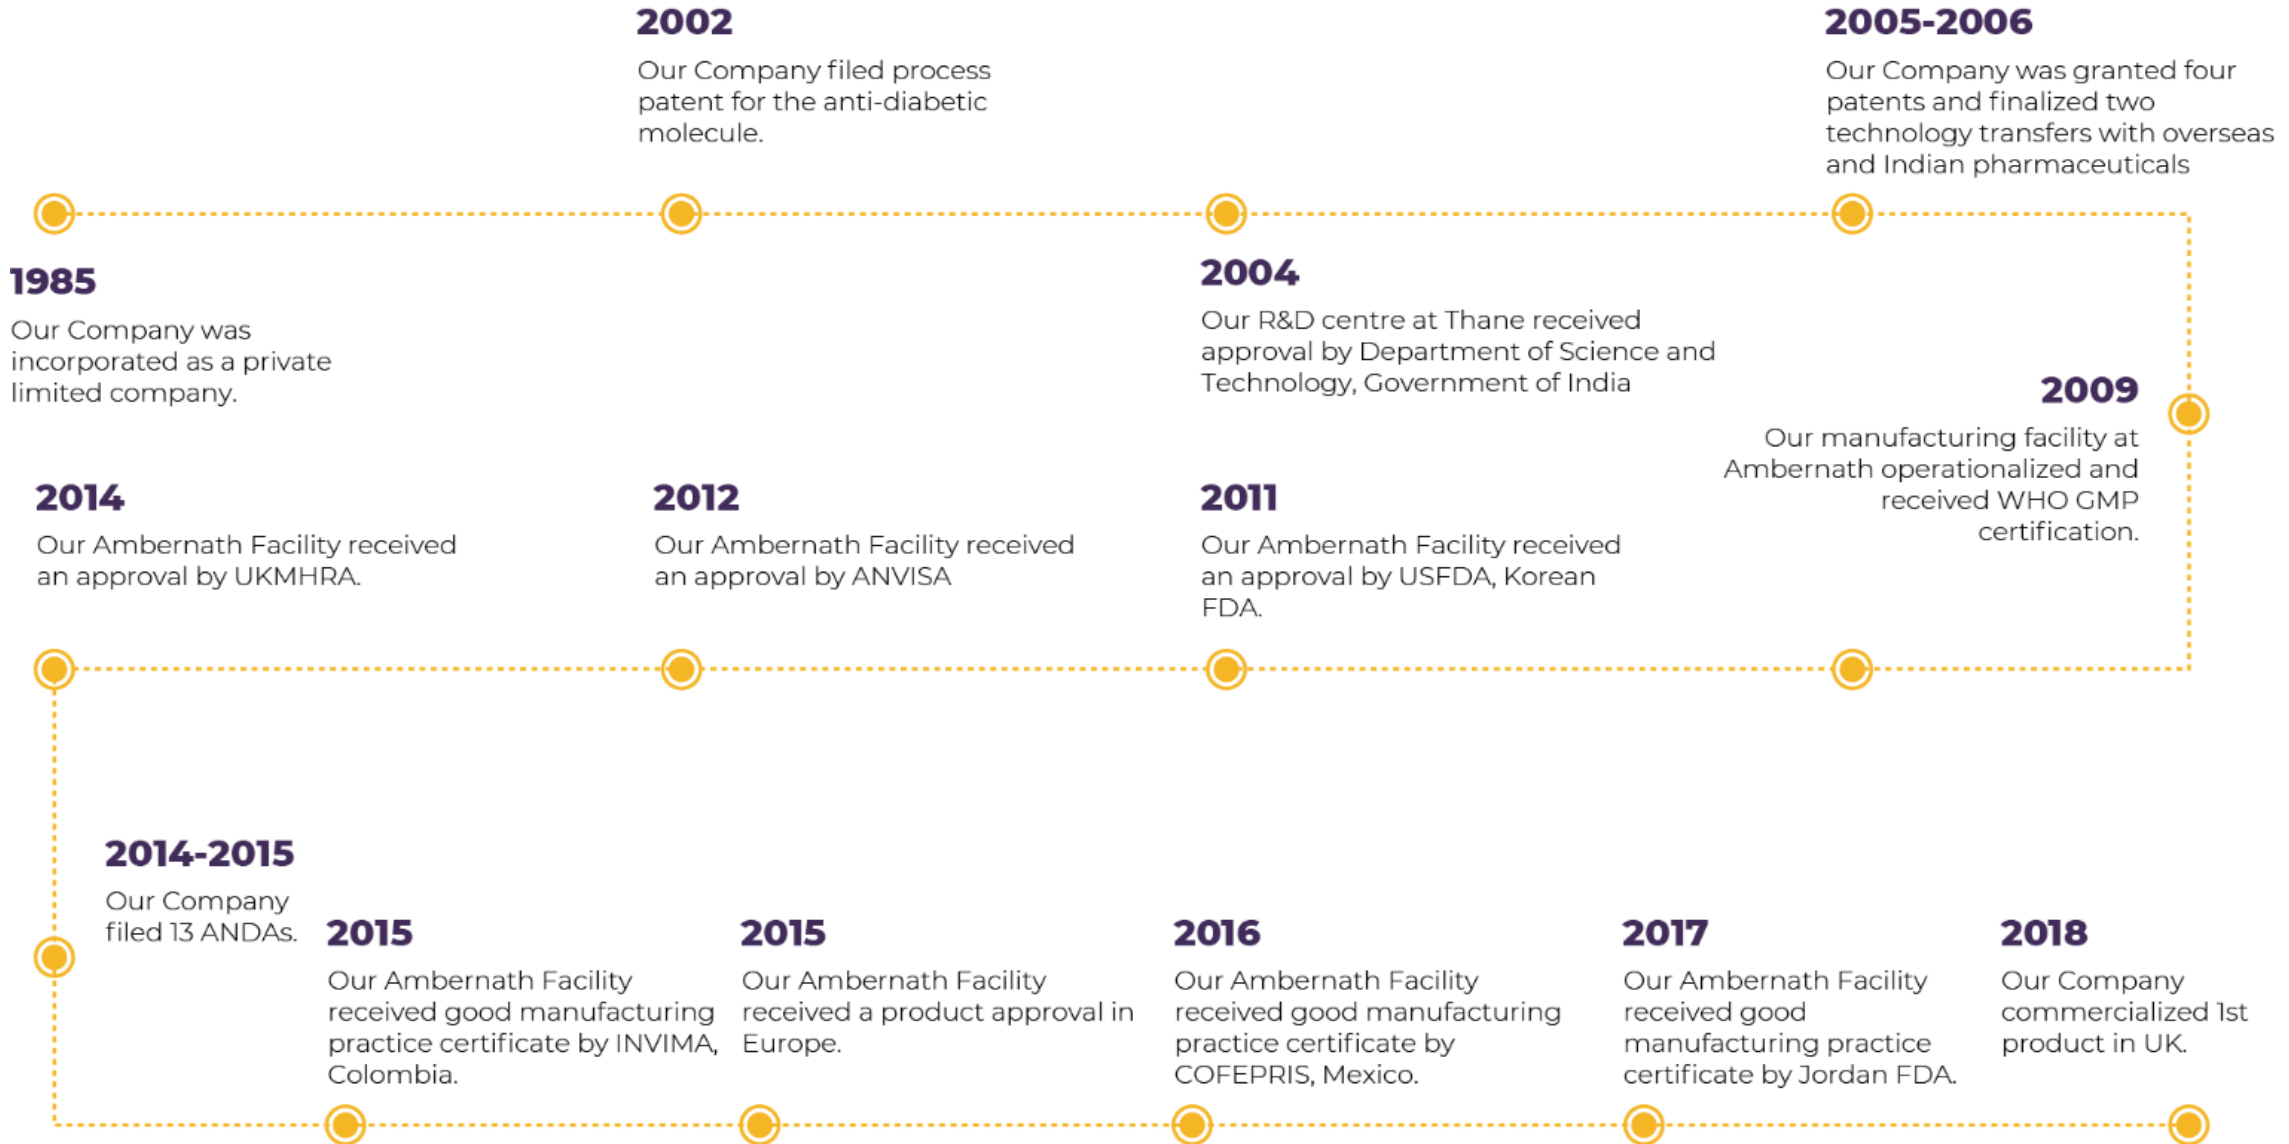 1985
Our Company was
incorporated as a private
limited company.
2002
Our Company filed process
patent for the anti-diabetic
molecule.
2004
Our R&D centre at Thane received
approval by Department of Science and
Technology, Government of India
2005-2006
Our Company was granted four
patents and finalized two
technology transfers with overseas
and Indian pharmaceuticals
2009
Our manufacturing facility at
Ambernath operationalized and
received WHO GMP
certification.
2011
Our Ambernath Facility received
an approval by USFDA, Korean
FDA.
2012
Our Ambernath Facility received
an approval by ANVISA
2014
Our Ambernath Facility received
an approval by UKMHRA.
2014-2015
Our Company
filed 13 ANDAs.
2015
Our Ambernath Facility
received good manufacturing
practice certificate by INVIMA,
Colombia.
2015
Our Ambernath Facility
received a product approval in
Europe.
2016
Our Ambernath Facility
received good manufacturing
practice certificate by
COFEPRIS, Mexico.
2017
Our Ambernath Facility
received good
manufacturing practice
certificate by Jordan FDA.
2018
Our Company
commercialized 1st
product in UK.